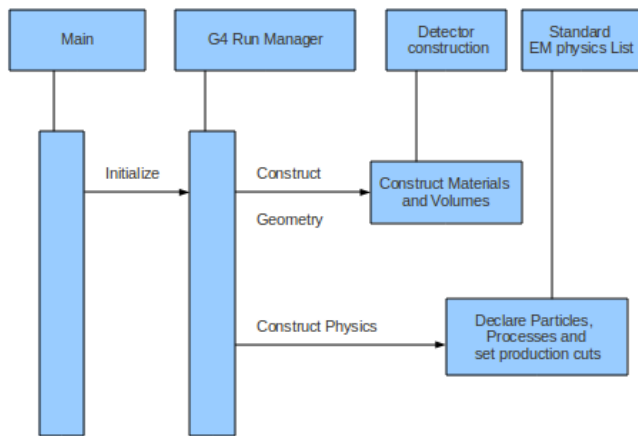 Main
G4 Run Manager
Detector
construction
Standard
EM physics List
Initialize
Construct
Geometry
Construct Materials
and Volumes
Construct Physics
Declare Particles,
Processes and
set production cuts